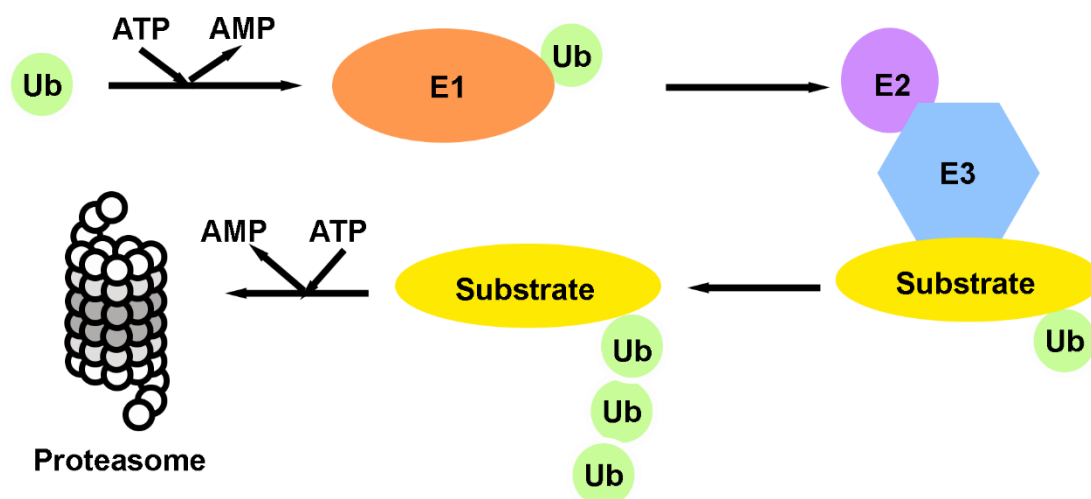 ATP AMP
Ub
E1
Ub
E2
E3
Substrate
Ub
AMP ATP
Substrate
Ub
Ub
Ub
Proteasome